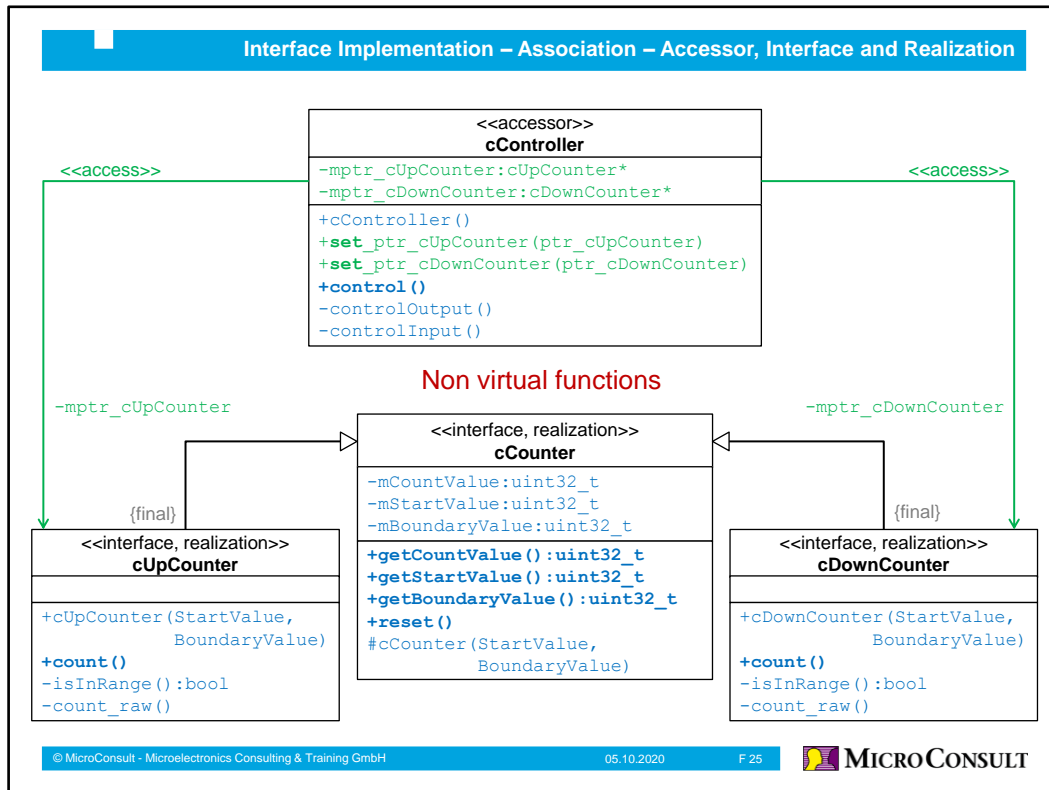 Interface Implementation – Association – Accessor, Interface and Realization
<<accessor>>
cController
<<access>>
<<access>>
-mptr_cUpCounter:cUpCounter*
-mptr_cDownCounter:cDownCounter*
+cController()
+set_ptr_cUpCounter(ptr_cUpCounter)
+set_ptr_cDownCounter(ptr_cDownCounter)
+control()
-controlOutput()
-controlInput()
Non virtual functions
-mptr_cUpCounter
-mptr_cDownCounter
<<interface, realization>>
cCounter
-mCountValue:uint32_t
-mStartValue:uint32_t
-mBoundaryValue:uint32_t
+getCountValue():uint32_t
+getStartValue():uint32_t
+getBoundaryValue():uint32_t
+reset()
#cCounter(StartValue,
BoundaryValue)
{final}
<<interface, realization>>
cUpCounter
+cUpCounter(StartValue,
BoundaryValue)
+count()
-isInRange():bool
-count_raw()
{final}
<<interface, realization>>
cDownCounter
+cDownCounter(StartValue,
BoundaryValue)
+count()
-isInRange():bool
-count_raw()
© MicroConsult - Microelectronics Consulting & Training GmbH
05.10.2020
F 25
MICROCONSULT